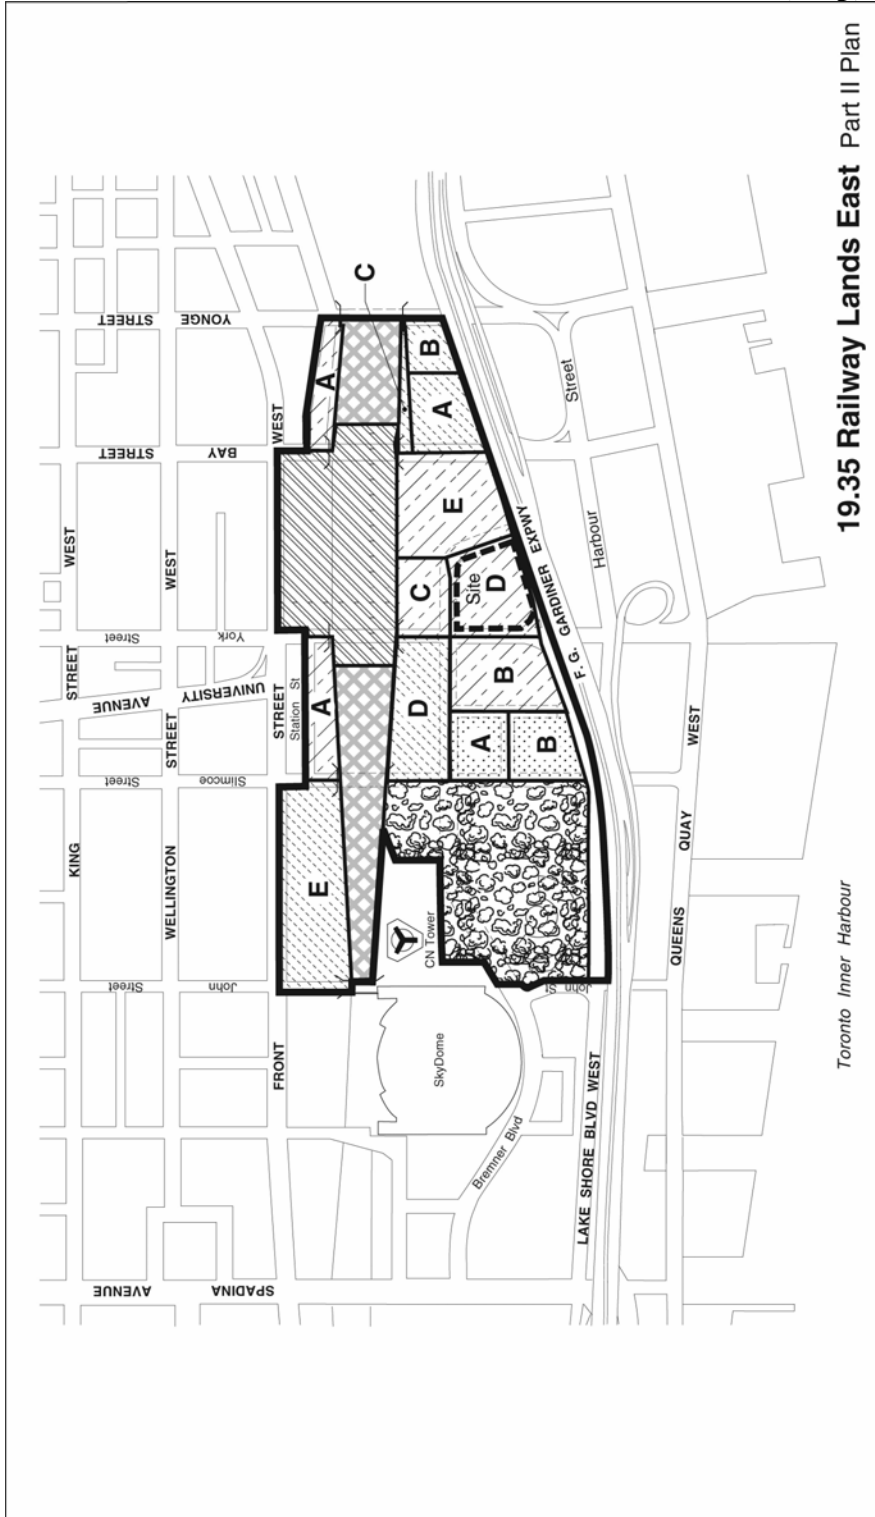 KING STREET WEST
SPADINA AVENUE
John Street
Slimcoe Street
UNIVERSITY AVENUE
York Street
BAY STREET
YONGE STREET
WELLINGTON STREET WEST
FRONT STREET WEST
Station St
E
A
A
C
SkyDome
CN Tower
D
C
E
A
B
A
B
Site
D
B
Bremner Blvd
John St
LAKE SHORE BLVD WEST
F. G. GARDINER EXPWY
Harbour Street
QUEENS QUAY WEST
Toronto Inner Harbour
19.35 Railway Lands East Part II Plan